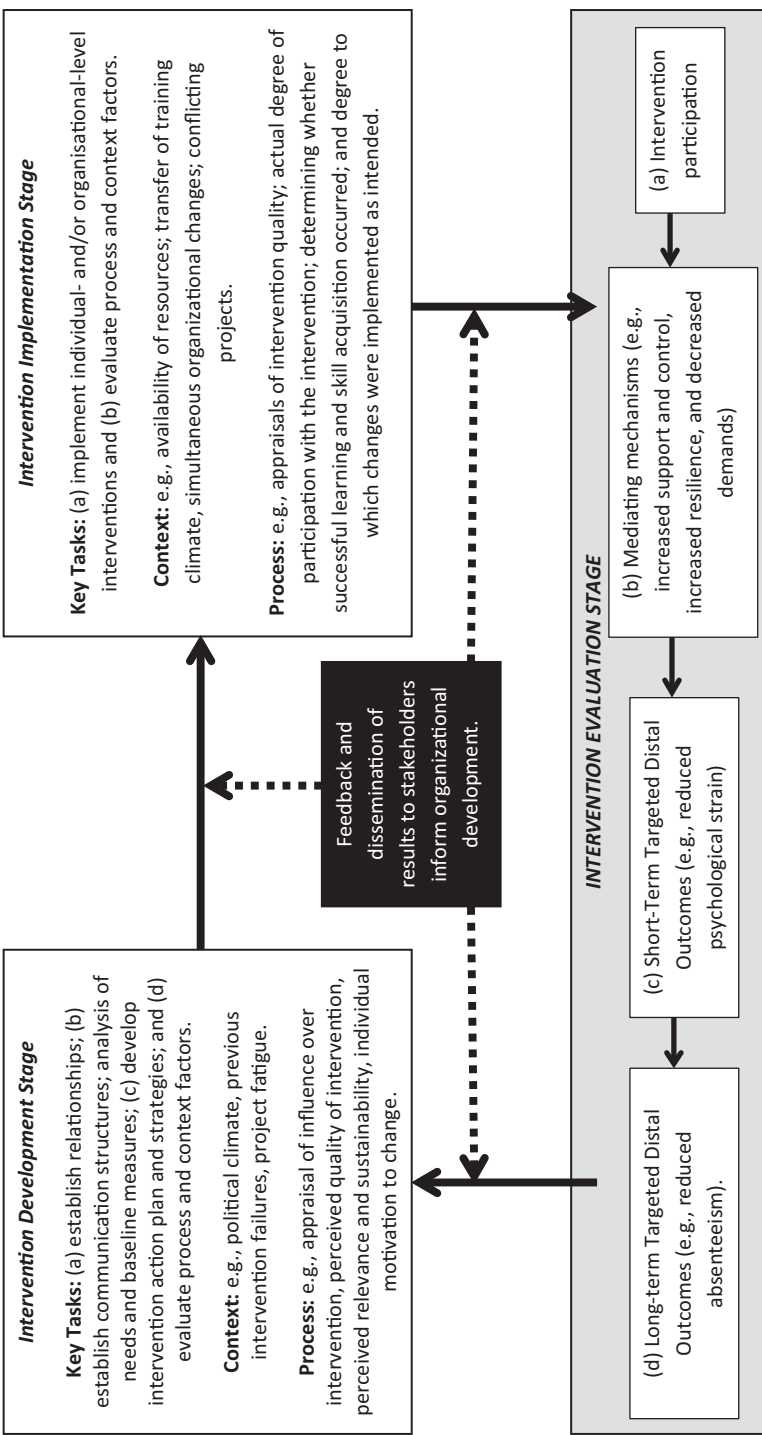 Intervention Development Stage
Key Tasks: (a) establish relationships; (b)
establish communication structures; analysis of
needs and baseline measures; (c) develop
intervention action plan and strategies; and (d)
evaluate process and context factors.
Context: e.g., political climate, previous
intervention failures, project fatigue.
Process: e.g., appraisal of influence over
intervention, perceived quality of intervention,
perceived relevance and sustainability, individual
motivation to change.
Intervention Implementation Stage
Key Tasks: (a) implement individual- and/or organisational-level
interventions and (b) evaluate process and context factors.
Context: e.g., availability of resources; transfer of training
climate, simultaneous organizational changes; conflicting
projects.
Process: e.g., appraisals of intervention quality; actual degree of
participation with the intervention; determining whether
successful learning and skill acquisition occurred; and degree to
which changes were implemented as intended.
Feedback and
dissemination of
results to stakeholders
inform organizational
development.
INTERVENTION EVALUATION STAGE
(d) Long-term Targeted Distal
Outcomes (e.g., reduced
absenteeism).
(c) Short-Term Targeted Distal
Outcomes (e.g., reduced
psychological strain)
(b) Mediating mechanisms (e.g.,
increased support and control,
increased resilience, and decreased
demands)
(a) Intervention
participation